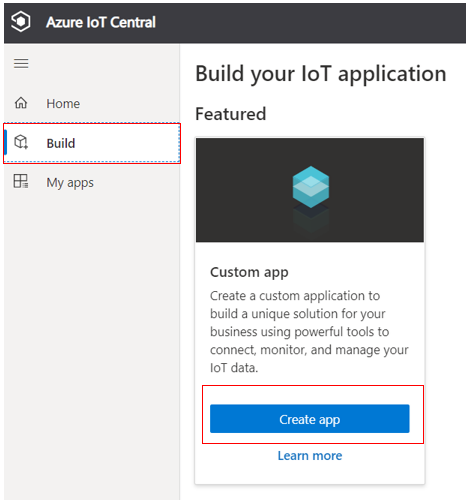 Azure IoT Central
Home
Build
My apps
Build your IoT application
Featured
Custom app
Create a custom application to
build a unique solution for your
business using powerful tools to
connect, monitor, and manage your
IoT data.
Create app
Learn more